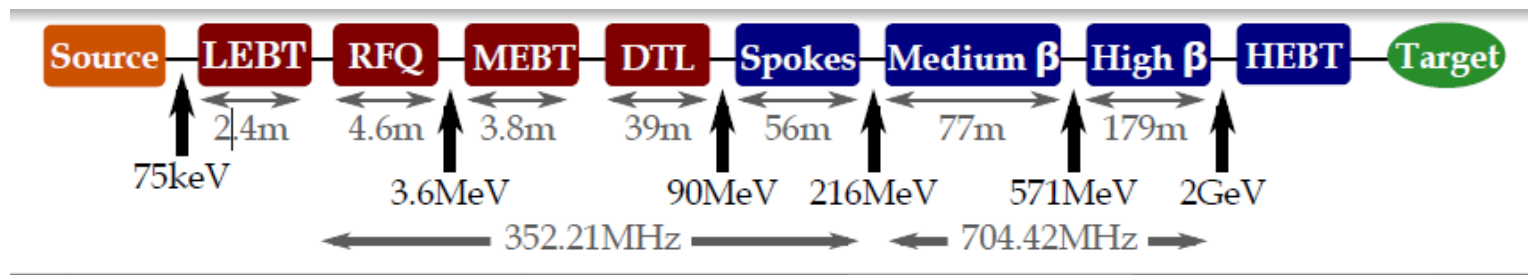 Source LEBT RFQ MEBT DTL Spokes Medium β High β HEBT Target
2.4m 4.6m 3.8m 39m 56m 77m 179m
75keV 3.6MeV 90MeV 216MeV 571MeV 2GeV
352.21MHz 704.42MHz